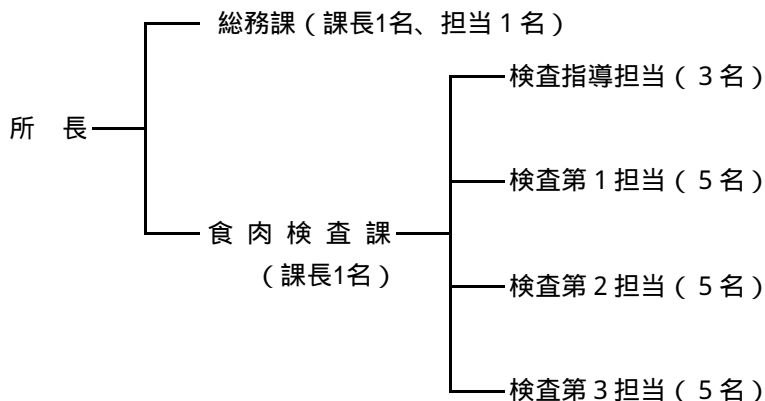 総務課（課長1名、担当１名）
検査指導担当（３名）
所　長
検査第１担当（５名）
食肉検査課
（課長1名）
検査第２担当（５名）
検査第３担当（５名）